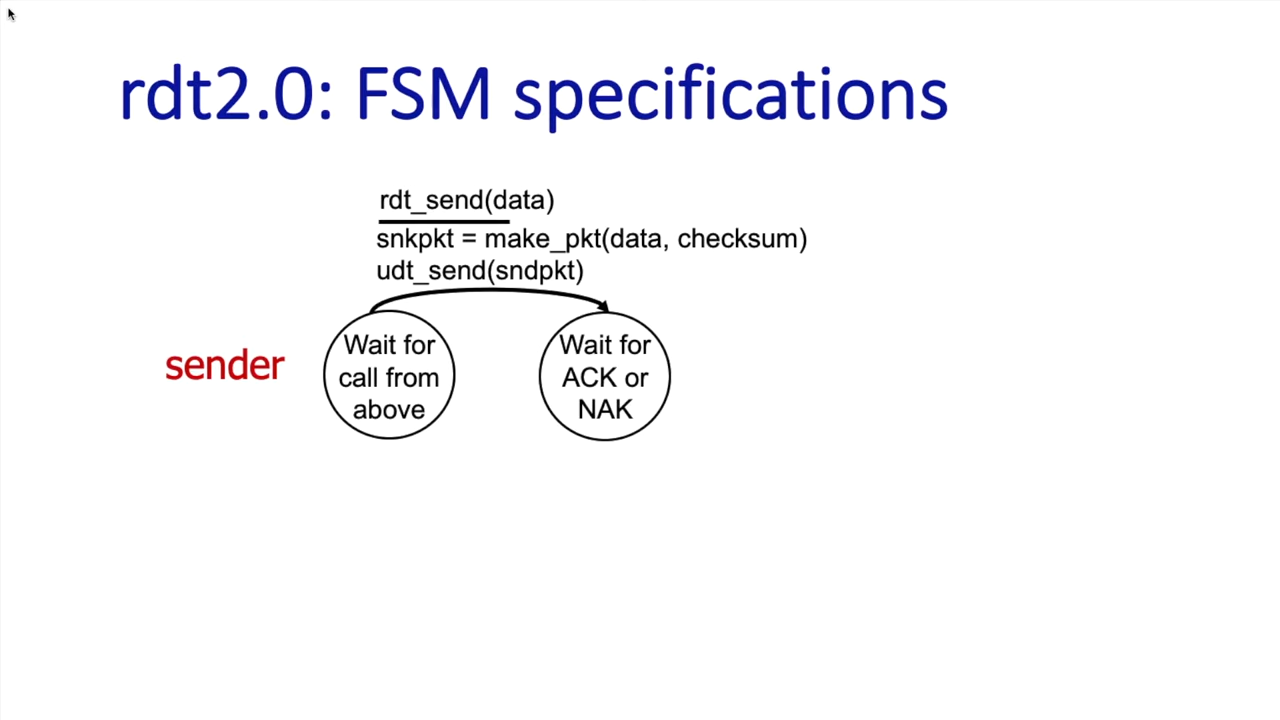 rdt2.0: FSM specifications
rdt_send(data)
snkpkt = make_pkt(data, checksum)
udt_send(sndpkt)
sender
Wait for
call from
above
Wait for
ACK or
NAK